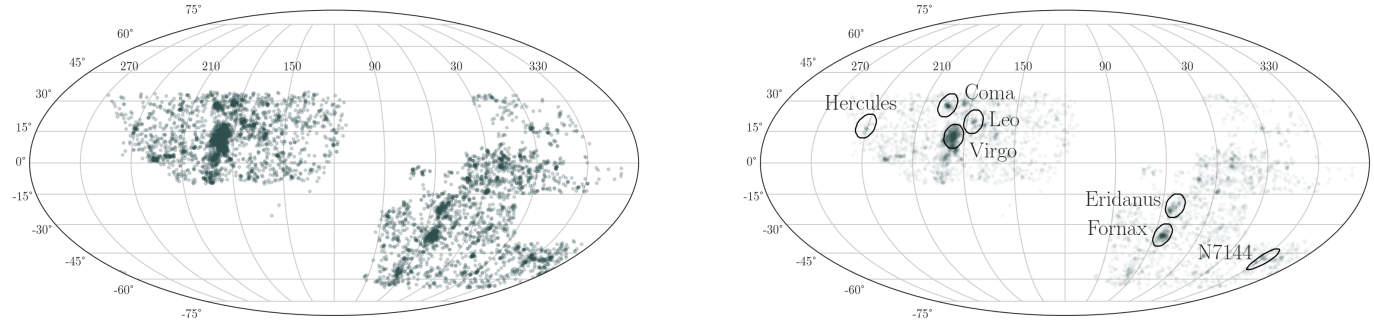 75°
60°
45° 270 210 150 90 30 330
30°
15°
0°
-15°
-30°
-45°
-60°
-75°
75°
60°
45° 270 210 150 90 30 330
30° Hercules Coma
15° Leo
0° Virgo
-15° Eridanus
-30° Fornax
-45° N7144
-60°
-75°